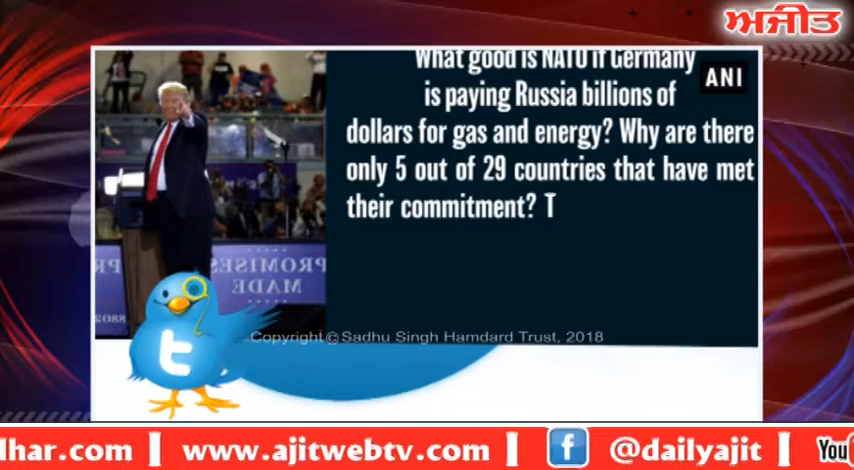 ਅਜੀਤ
What good is NATO if Germany
ANI
is paying Russia billions of
dollars for gas and energy? Why are there
only 5 out of 29 countries that have met
their commitment? T
PROMISES
MADE
88022
Copyright © Sadhu Singh Hamdard Trust, 2018
t
lhar.com | www.ajitwebtv.com | f @dailyajit | You